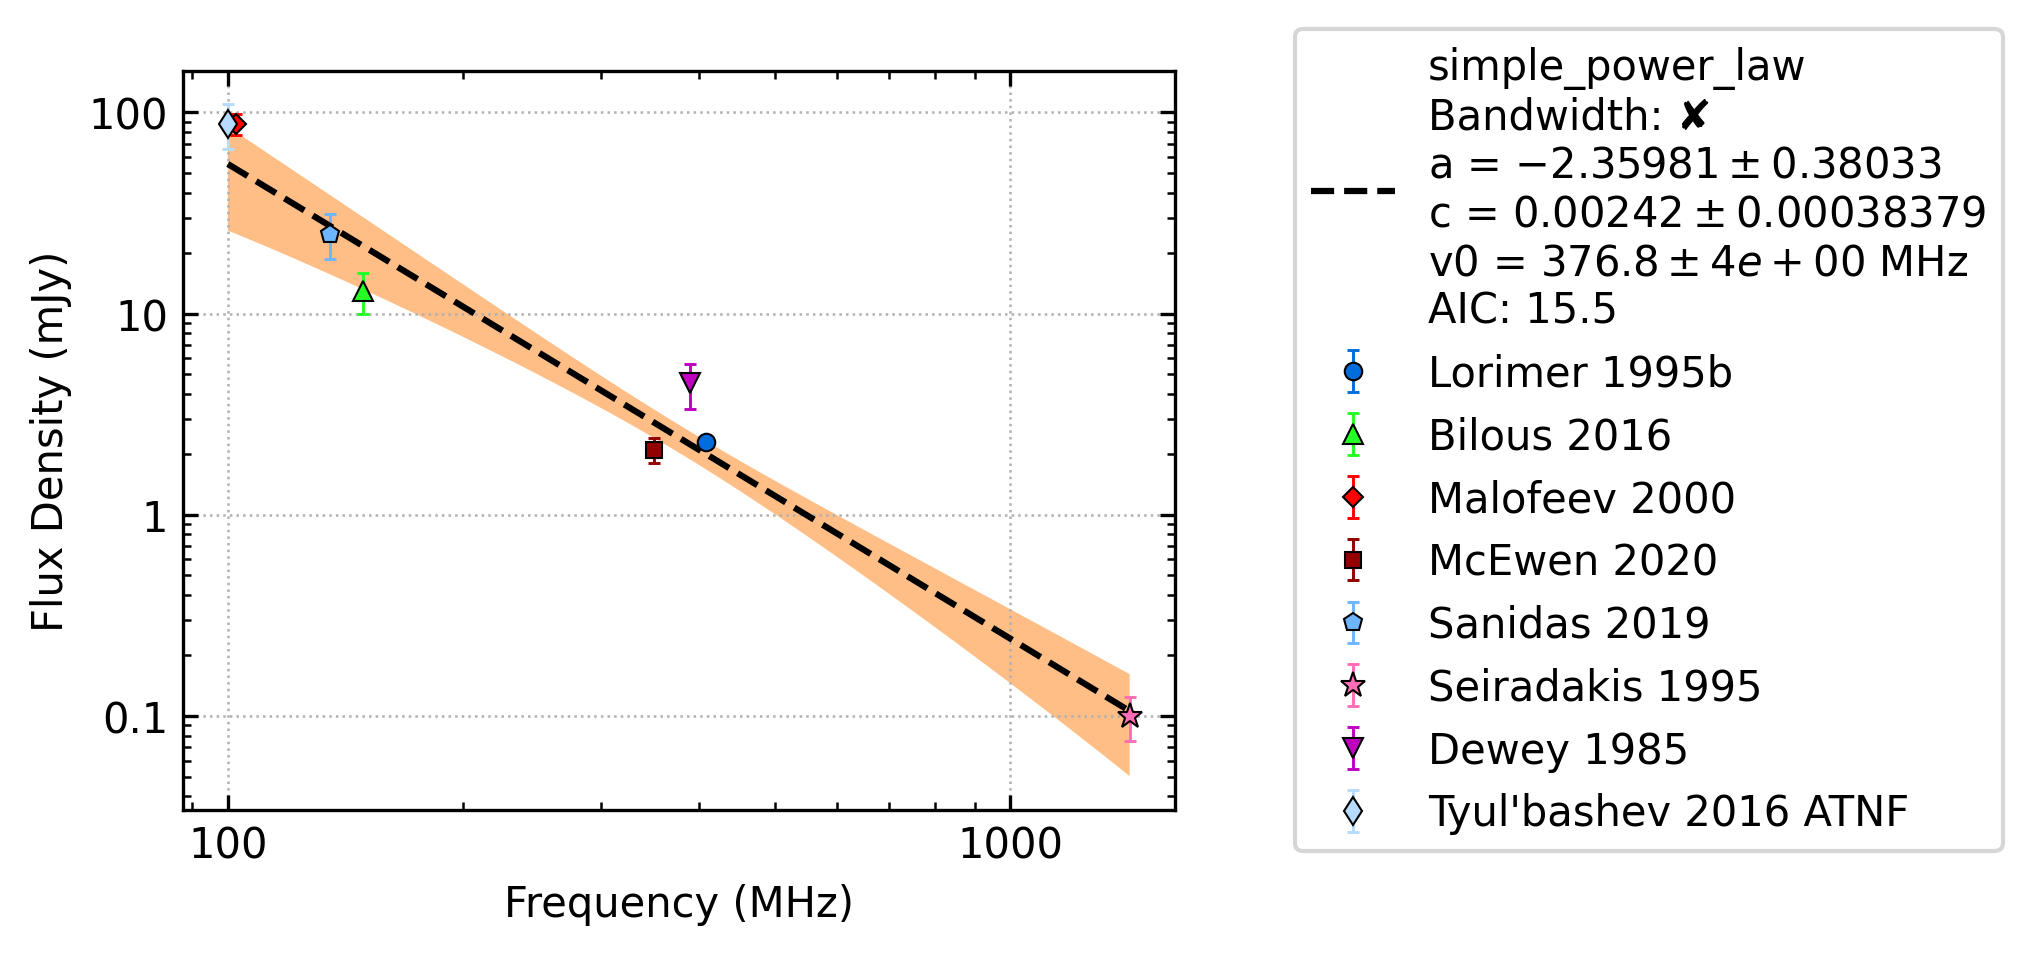 100
10
1
0.1
Flux Density (mJy)
100
1000
Frequency (MHz)
simple_power_law
Bandwidth: ✘
a = −2.35981 ± 0.38033
c = 0.00242 ± 0.00038379
v0 = 376.8 ± 4e + 00 MHz
AIC: 15.5
Lorimer 1995b
Bilous 2016
Malofeev 2000
McEwen 2020
Sanidas 2019
Seiradakis 1995
Dewey 1985
Tyul'bashev 2016 ATNF